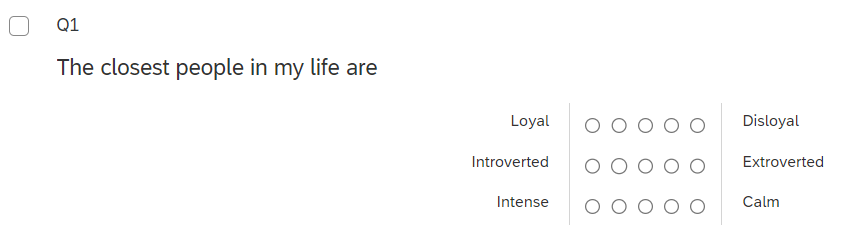 Q1
The closest people in my life are
Loyal Disloyal
Introverted Extroverted
Intense Calm